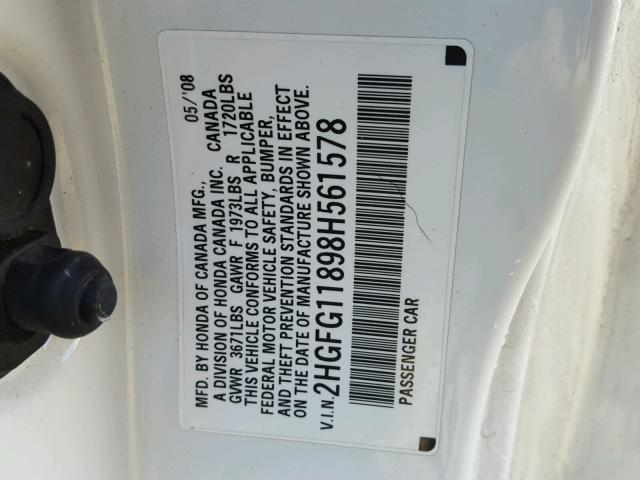 MFD. BY HONDA OF CANADA MFG., 05/'08
A DIVISION OF HONDA CANADA INC. CANADA
GVWR 3671LBS GAWR F 1973LBS R 1720LBS
THIS VEHICLE CONFORMS TO ALL APPLICABLE
FEDERAL MOTOR VEHICLE SAFETY, BUMPER,
AND THEFT PREVENTION STANDARDS IN EFFECT
ON THE DATE OF MANUFACTURE SHOWN ABOVE.
V.I.N. 2HGFG11898H561578
PASSENGER CAR